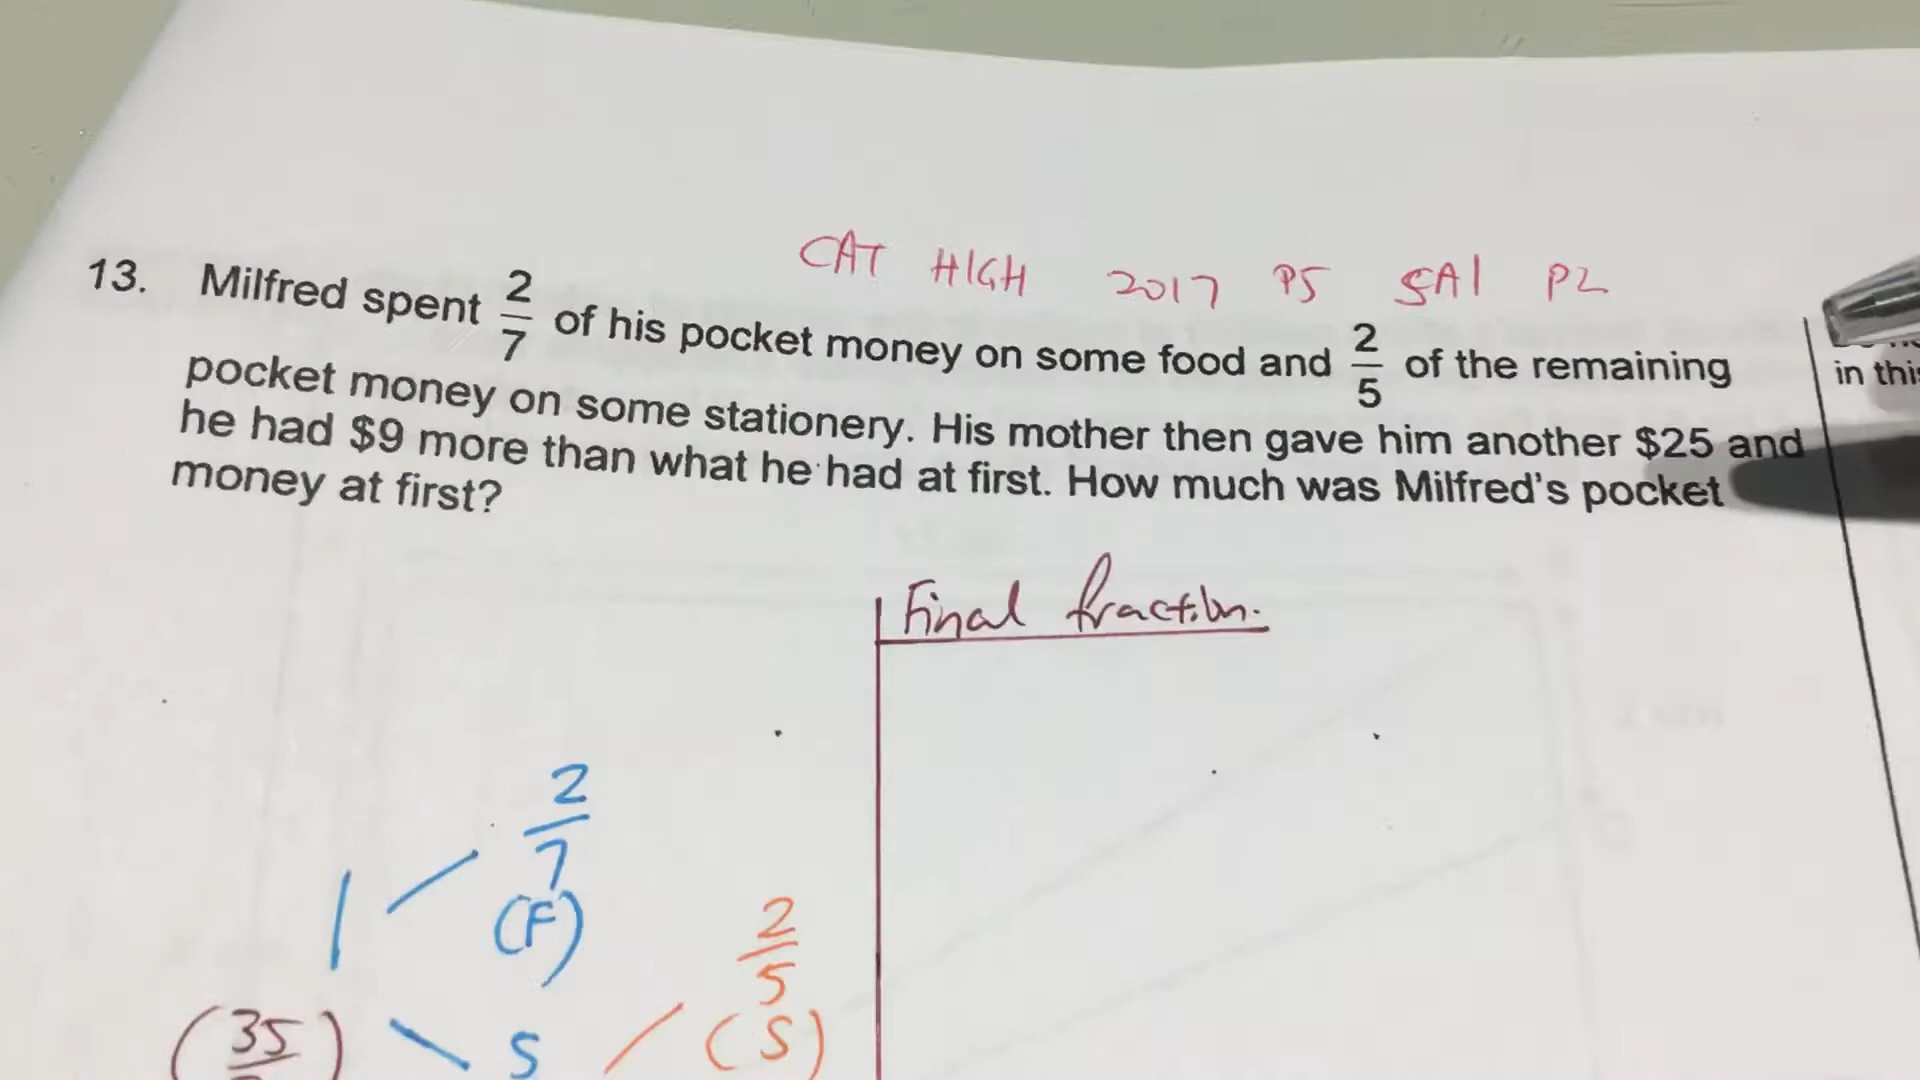 CAT HIGH 2017 P5 SA1 P2
13. Milfred spent 2/7 of his pocket money on some food and 2/5 of the remaining
pocket money on some stationery. His mother then gave him another $25 and
he had $9 more than what he had at first. How much was Milfred's pocket
money at first?
in this
Final fraction.
2/7
1
(F)
2/5
(35
)
5
(S)